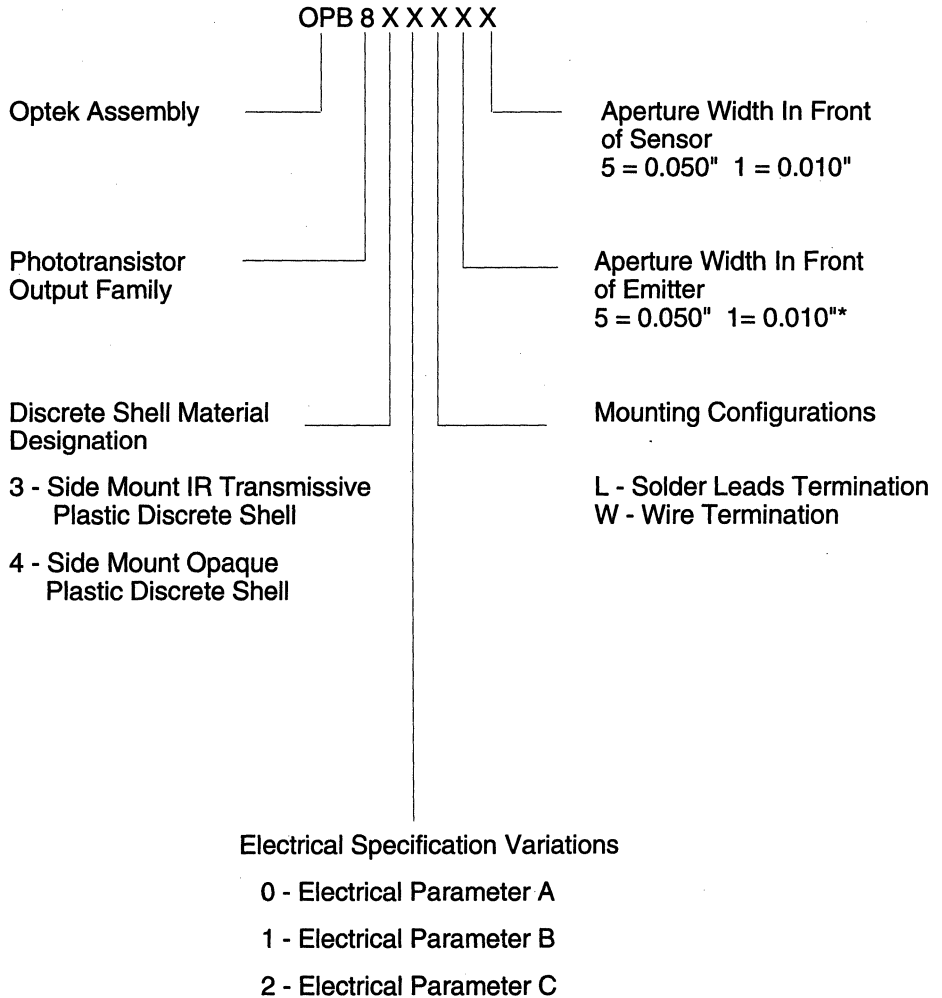 OPB 8 X X X X X
Optek Assembly
Aperture Width In Front
of Sensor
5 = 0.050" 1 = 0.010"
Phototransistor
Output Family
Aperture Width In Front
of Emitter
5 = 0.050" 1= 0.010"*
Discrete Shell Material
Designation
3 - Side Mount IR Transmissive
Plastic Discrete Shell
4 - Side Mount Opaque
Plastic Discrete Shell
Mounting Configurations
L - Solder Leads Termination
W - Wire Termination
Electrical Specification Variations
0 - Electrical Parameter A
1 - Electrical Parameter B
2 - Electrical Parameter C